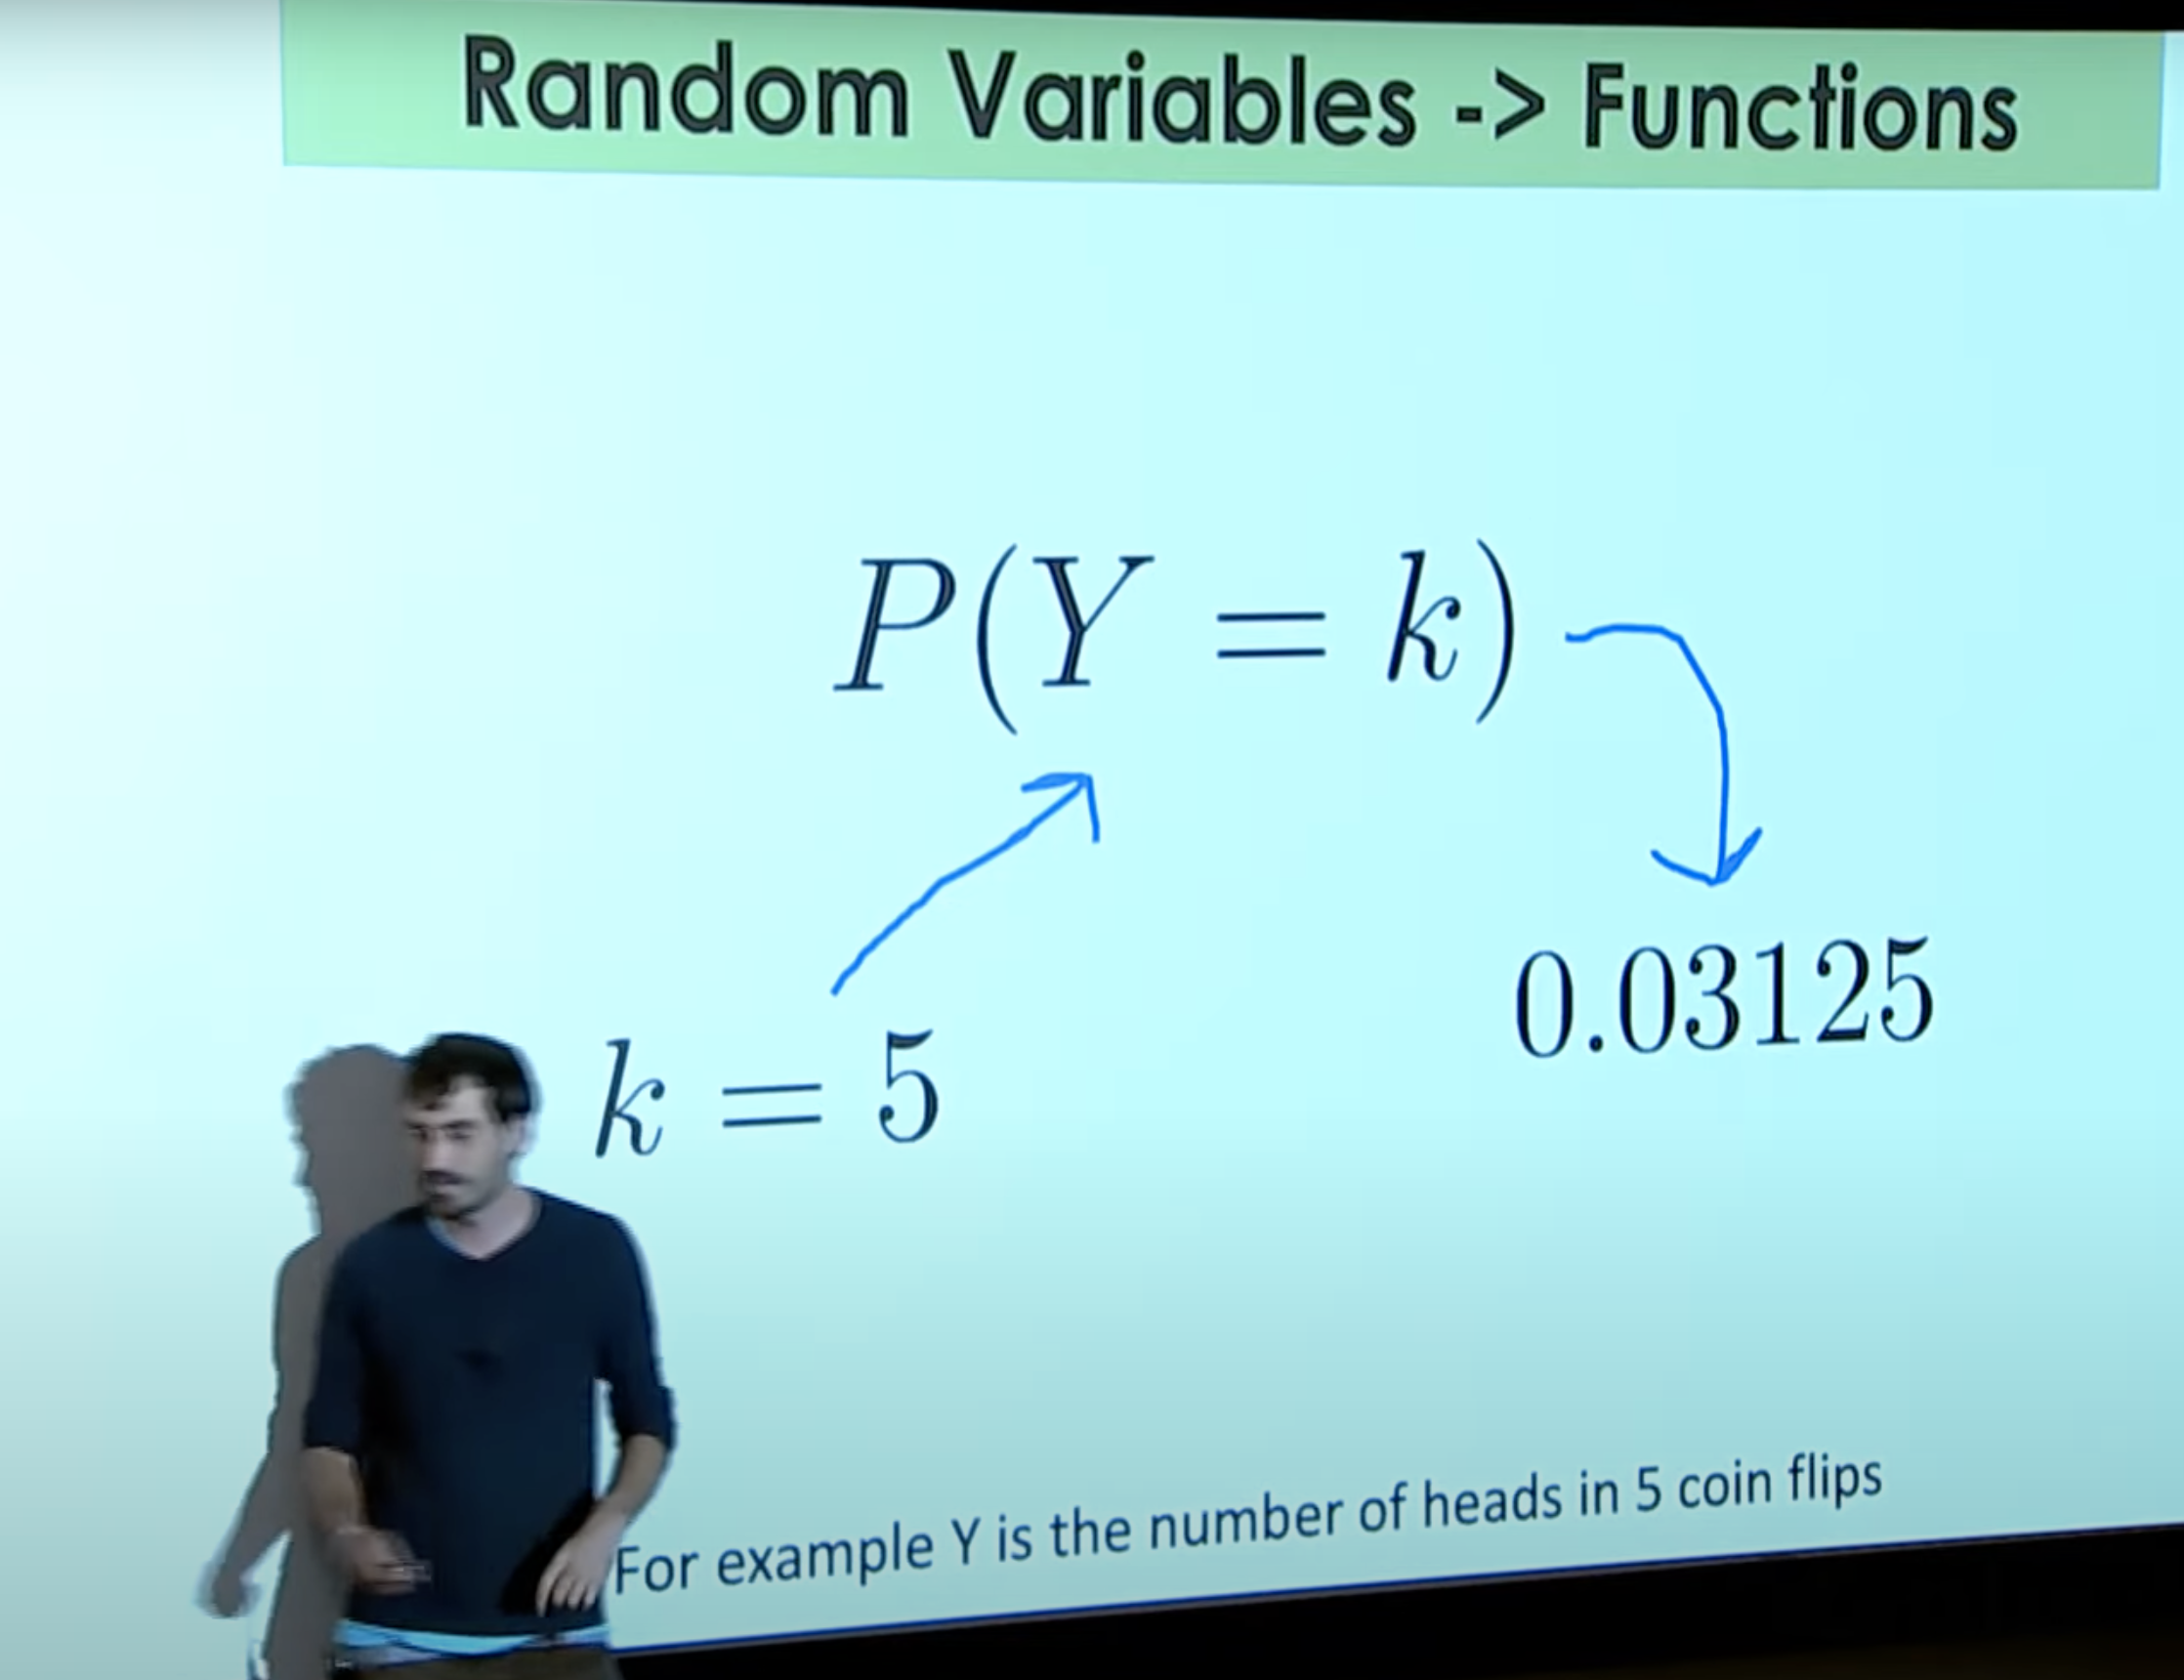 Random Variables -> Functions
P(Y = k)
0.03125
k = 5
For example Y is the number of heads in 5 coin flips